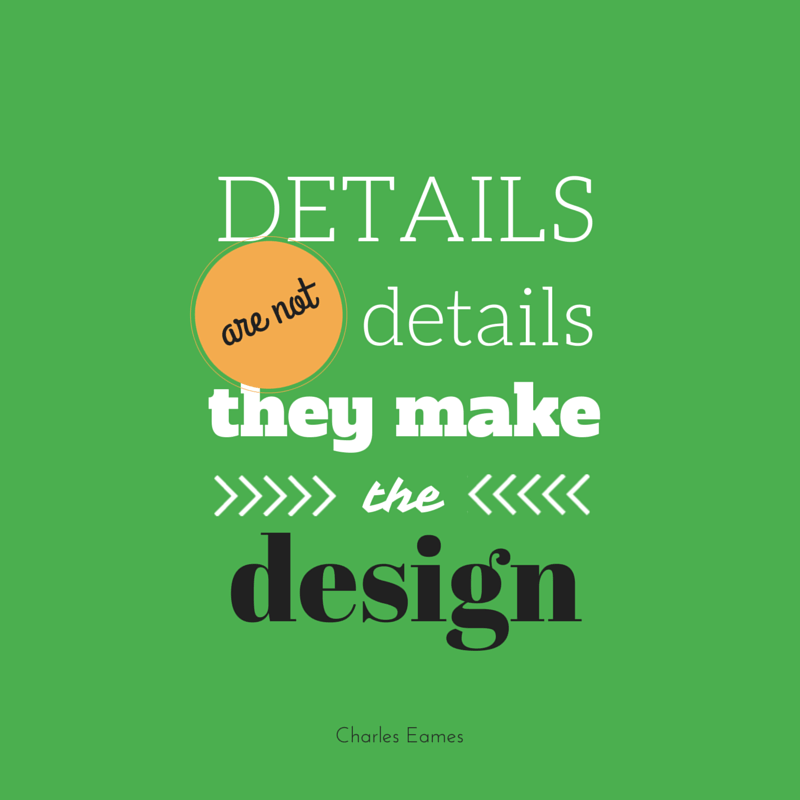 DETAILS
are not details
they make
the
design
Charles Eames